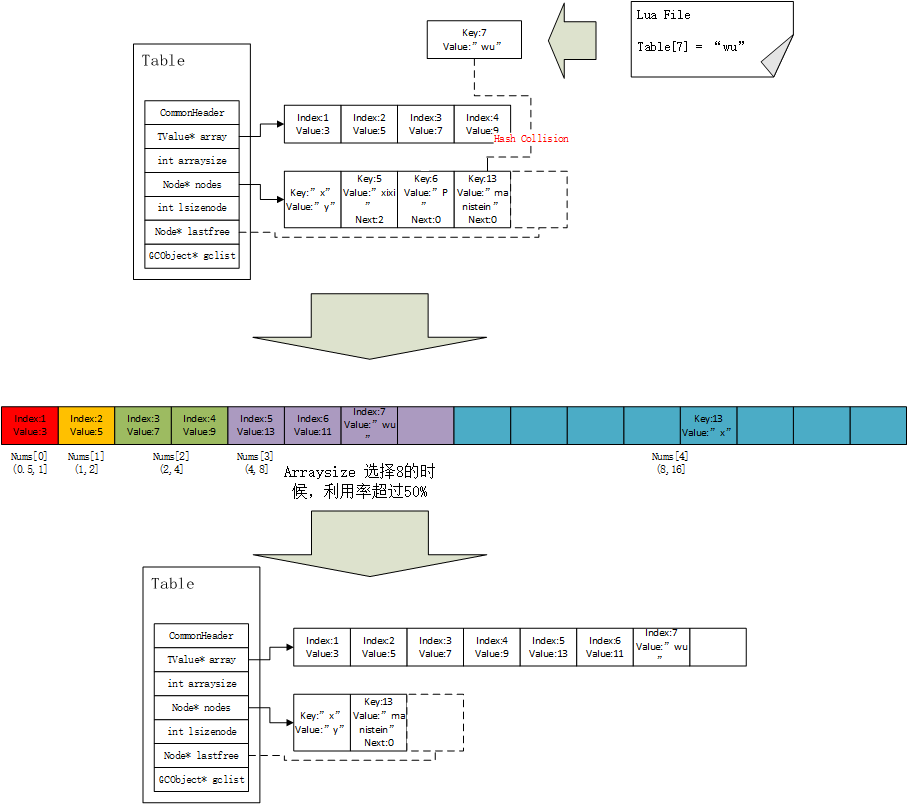 Lua File
Table[7] = “wu”
Key:7
Value:”wu”
Table
CommonHeader
TValue* array
int arraysize
Node* nodes
int lsizenode
Node* lastfree
GCObject* gclist
Index:1
Value:3
Index:2
Value:5
Index:3
Value:7
Index:4
Value:9
Hash Collision
Key:”x”
Value:”y”
Key:5
Value:”xixi
”
Next:2
Key:6
Value:”P
”
Next:0
Key:13
Value:”ma
nistein”
Next:0
Index:1
Value:3
Index:2
Value:5
Index:3
Value:7
Index:4
Value:9
Index:5
Value:13
Index:6
Value:11
Index:7
Value:”wu
”
Key:13
Value:”x”
Nums[0]
(0.5, 1]
Nums[1]
(1, 2]
Nums[2]
(2, 4]
Nums[3]
(4, 8]
Nums[4]
(8, 16]
Arraysize 选择8的时
候，利用率超过50%
Table
CommonHeader
TValue* array
int arraysize
Node* nodes
int lsizenode
Node* lastfree
GCObject* gclist
Index:1
Value:3
Index:2
Value:5
Index:3
Value:7
Index:4
Value:9
Index:5
Value:13
Index:6
Value:11
Index:7
Value:”wu
”
Key:”x”
Value:”y”
Key:13
Value:”ma
nistein”
Next:0